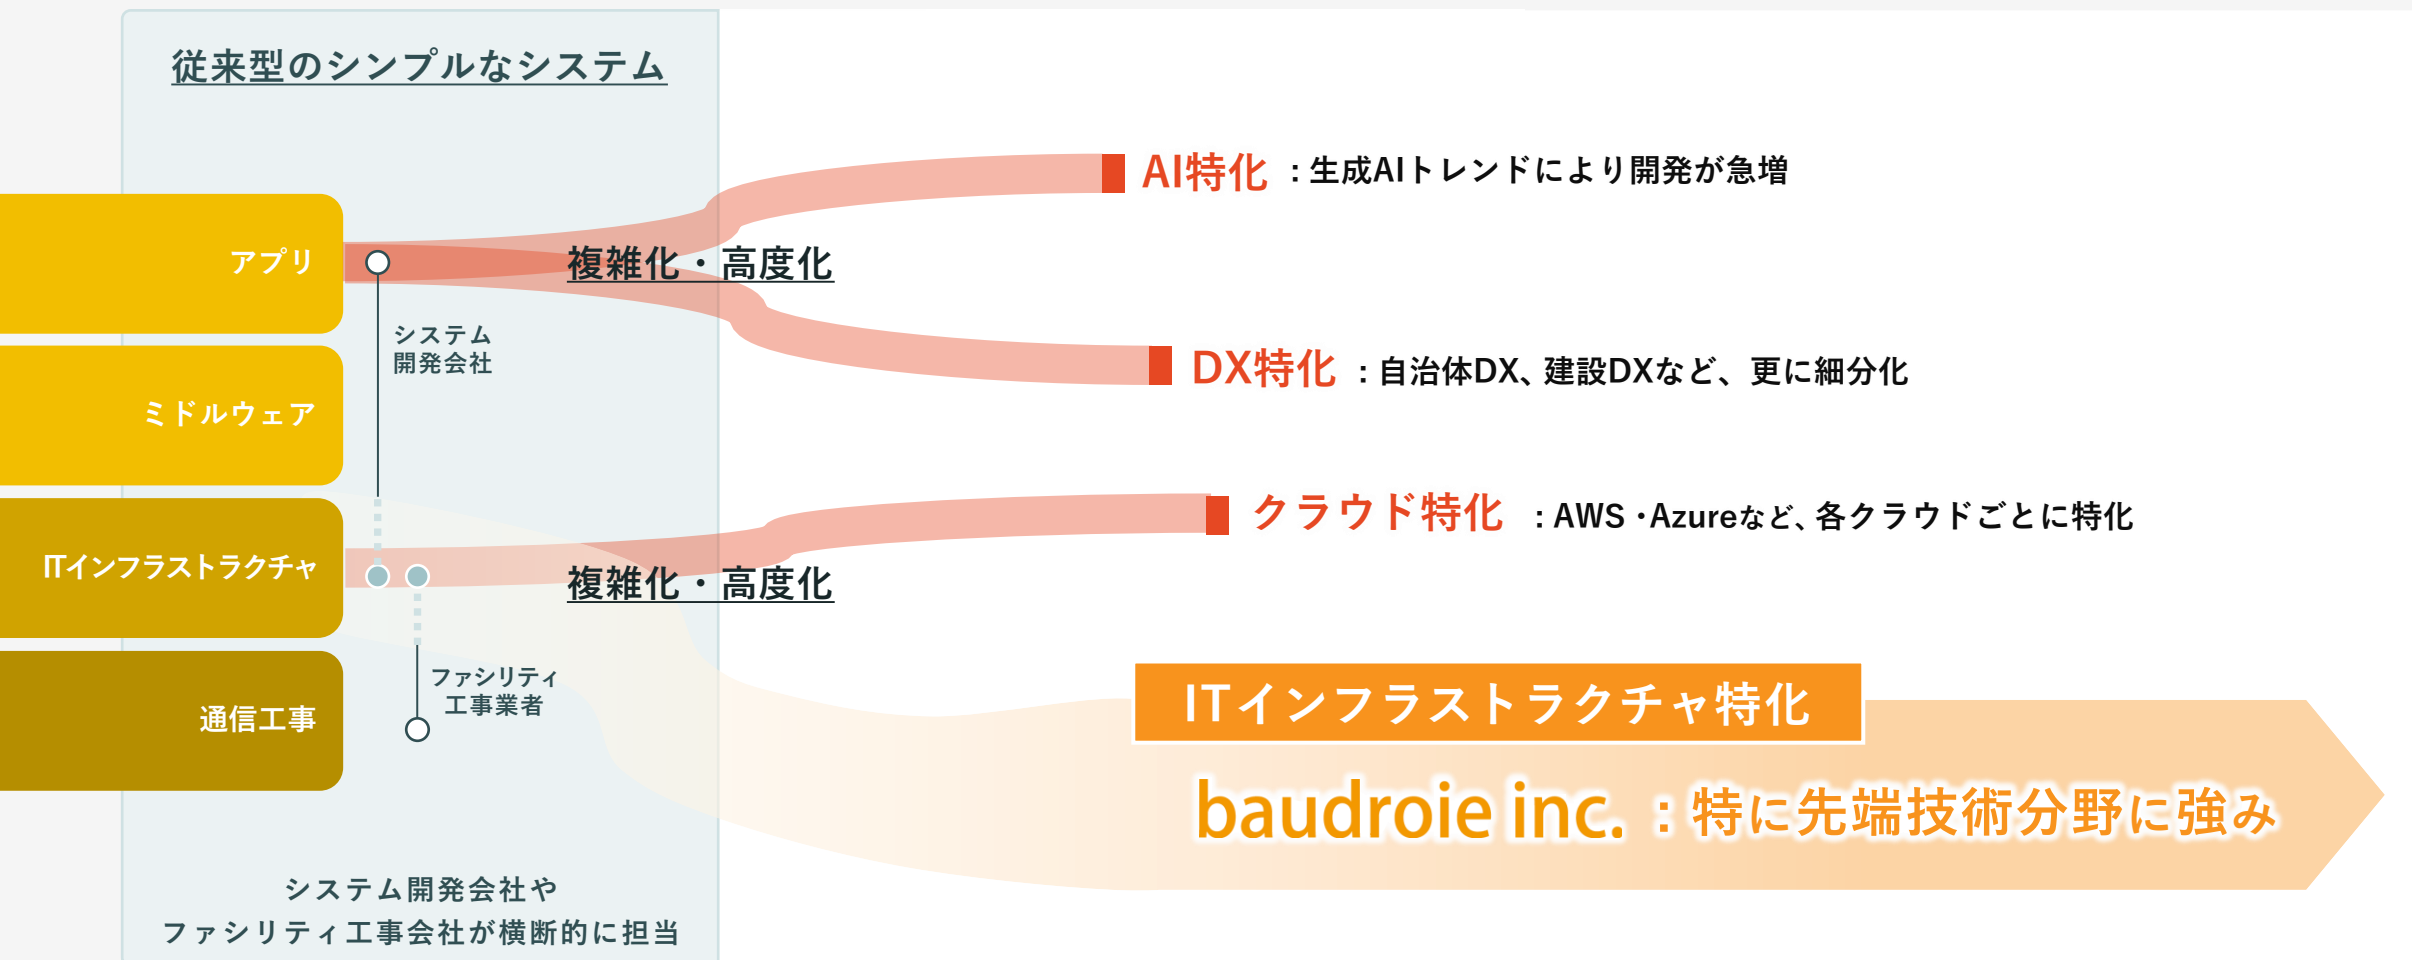 従来型のシンプルなシステム
アプリ
ミドルウェア
ITインフラストラクチャ
通信工事
システム
開発会社
ファシリティ
工事業者
システム開発会社や
ファシリティ工事会社が横断的に担当
複雑化・高度化
複雑化・高度化
AI特化 : 生成AIトレンドにより開発が急増
DX特化 : 自治体DX、建設DXなど、更に細分化
クラウド特化 : AWS・Azureなど、各クラウドごとに特化
ITインフラストラクチャ特化
baudroie inc. : 特に先端技術分野に強み